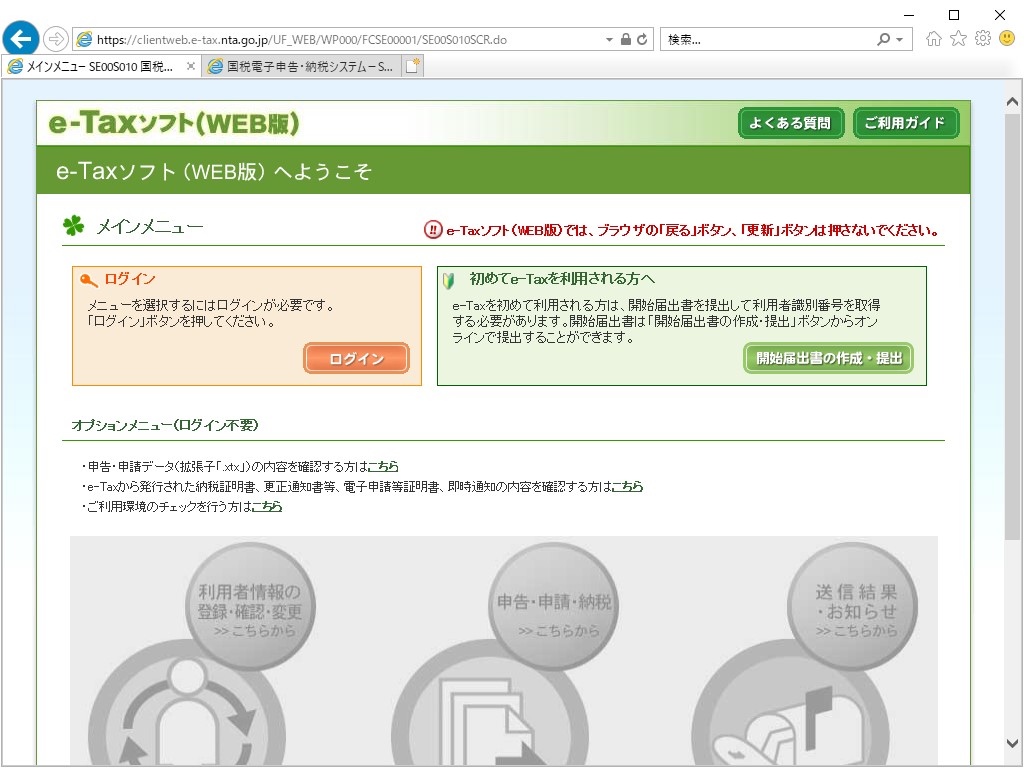 https://clientweb.e-tax.nta.go.jp/UF_WEB/WP000/FCSE00001/SE00S010SCR.do
検索...
メインメニュー SE00S010 国税...
国税電子申告・納税システム－S...
e-Taxソフト(WEB版)
よくある質問
ご利用ガイド
e-Taxソフト（WEB版）へようこそ
メインメニュー
!! e-Taxソフト(WEB版)では、ブラウザの「戻る」ボタン、「更新」ボタンは押さないでください。
ログイン
メニューを選択するにはログインが必要です。
「ログイン」ボタンを押してください。
ログイン
初めてe-Taxを利用される方へ
e-Taxを初めて利用される方は、開始届出書を提出して利用者識別番号を取得
する必要があります。開始届出書は「開始届出書の作成・提出」ボタンからオン
ラインで提出することができます。
開始届出書の作成・提出
オプションメニュー(ログイン不要)
・申告・申請データ(拡張子「.xtx」)の内容を確認する方はこちら
・e-Taxから発行された納税証明書、更正通知書等、電子申請等証明書、即時通知の内容を確認する方はこちら
・ご利用環境のチェックを行う方はこちら
利用者情報の
登録・確認・変更
>> こちらから
申告・申請・納税
>> こちらから
送信結果
・お知らせ
>> こちらから